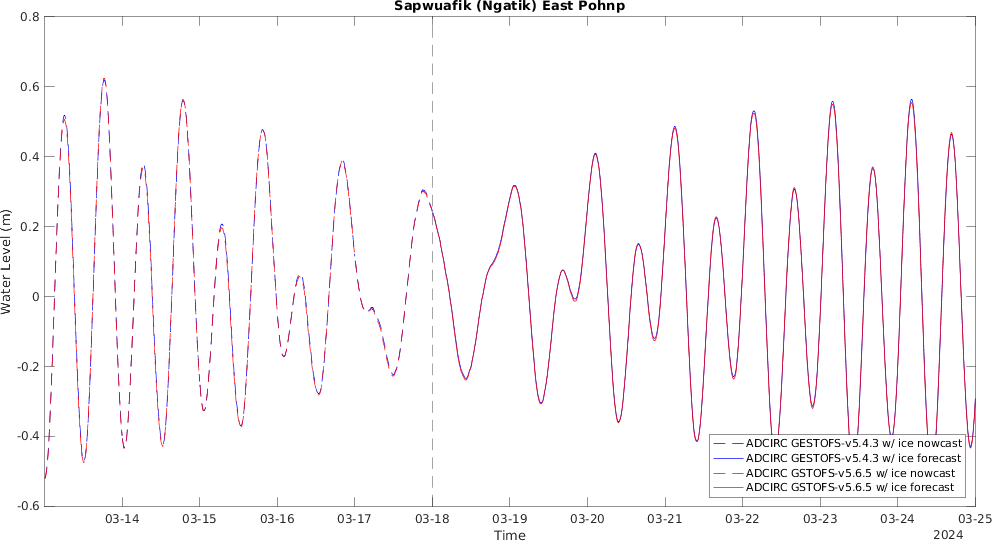 Sapwuafik (Ngatik) East Pohnp
Water Level (m)
0.8
0.6
0.4
0.2
0
-0.2
-0.4
-0.6
ADCIRC GESTOFS-v5.4.3 w/ ice nowcast
ADCIRC GESTOFS-v5.4.3 w/ ice forecast
ADCIRC GSTOFS-v5.6.5 w/ ice nowcast
ADCIRC GSTOFS-v5.6.5 w/ ice forecast
03-14 03-15 03-16 03-17 03-18 03-19 03-20 03-21 03-22 03-23 03-24 03-25
Time
2024